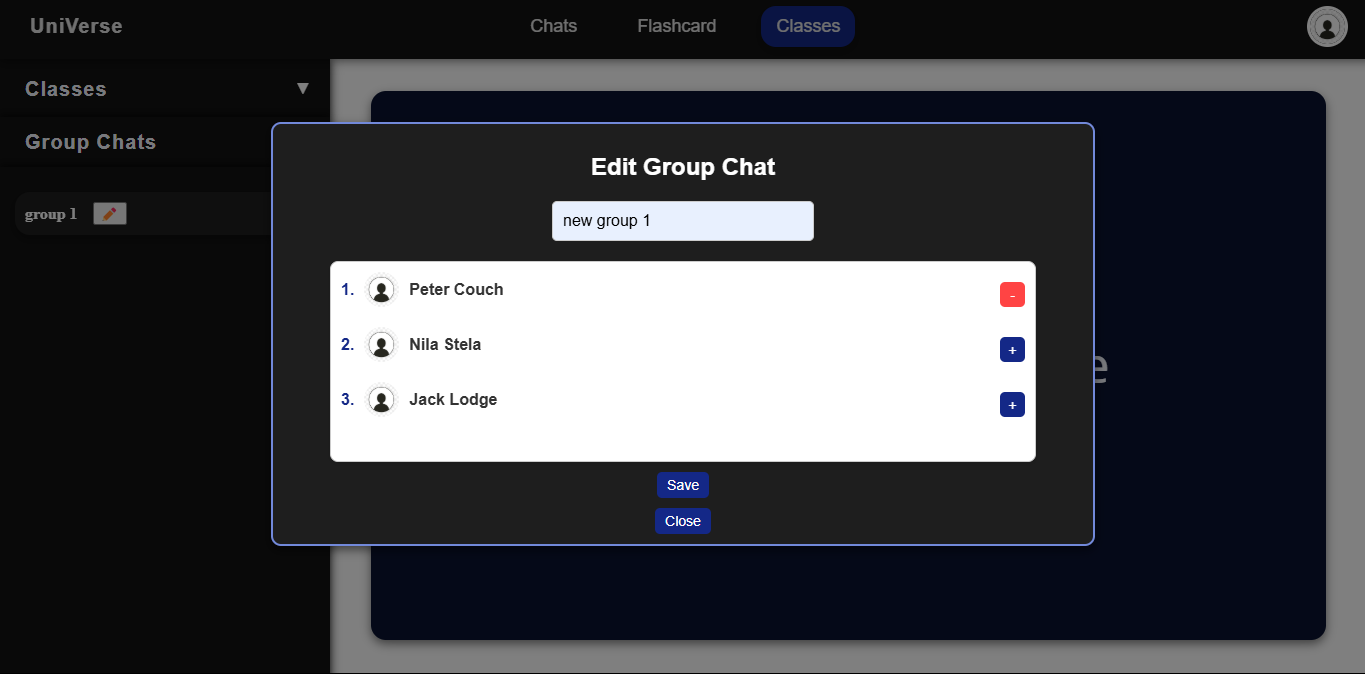 UniVerse
Chats Flashcard Classes
Classes ▼
Group Chats
group 1
Edit Group Chat
new group 1
1. Peter Couch -
2. Nila Stela +
3. Jack Lodge +
Save
Close
e